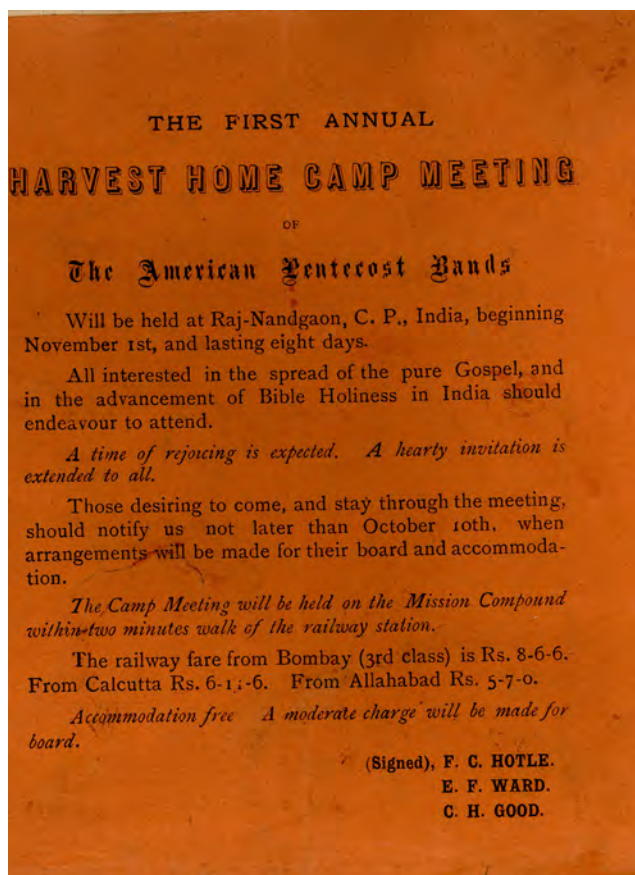 THE FIRST ANNUAL
HARVEST HOME CAMP MEETING
OF
The American Pentecost Bands
Will be held at Raj-Nandgaon, C. P., India, beginning
November 1st, and lasting eight days.
All interested in the spread of the pure Gospel, and
in the advancement of Bible Holiness in India should
endeavour to attend.
A time of rejoicing is expected. A hearty invitation is
extended to all.
Those desiring to come, and stay through the meeting,
should notify us not later than October 10th, when
arrangements will be made for their board and accommoda-
tion.
The Camp Meeting will be held on the Mission Compound
within two minutes walk of the railway station.
The railway fare from Bombay (3rd class) is Rs. 8-6-6.
From Calcutta Rs. From Allahabad Rs. 5-7-0.
Accommodation free A moderate charge will be made for
board.
(Signed), F. C. HOTLE.
E. F. WARD.
C. H. GOOD.